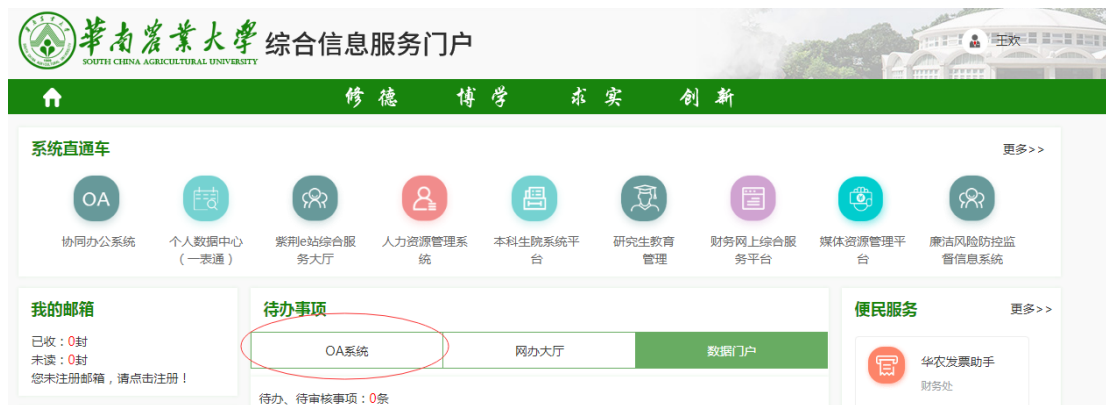 華南农業大學 综合信息服务门户
SOUTH CHINA AGRICULTURAL UNIVERSITY
王欢
修德 博学 求实 创新
系统直通车
更多>>
OA
协同办公系统
个人数据中心
（一表通）
紫荆e站综合服
务大厅
人力资源管理系
统
本科生院系统平
台
研究生教育
管理
财务网上综合服
务平台
媒体资源管理平
台
廉洁风险防控监
督信息系统
我的邮箱
已收：0封
未读：0封
您未注册邮箱，请点击注册！
待办事项
OA系统
网办大厅
数据门户
待办、待审核事项：0条
便民服务
更多>>
华农发票助手
财务处